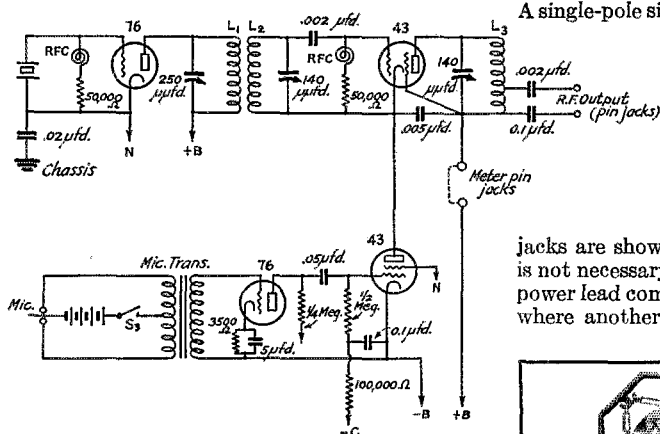 A single-pole si
76
L1 L2
.002 µfd.
43
L3
RFC
250 µµfd.
140 µµfd.
RFC
140 µµfd.
.002 µfd.
50,000 Ω
50,000 Ω
R.F. Output (pin jacks)
.02 µfd.
.005 µfd.
0.1 µfd.
Chassis
N
+B
Meter pin jacks
Mic. Trans.
76
.05 µfd.
43
jacks are show
is not necessary
power lead com
where another
N
Mic.
S3
3500 Ω
5 µfd.
1/4 Meg.
1/2 Meg.
0.1 µfd.
100,000 Ω
-B
+B
-C